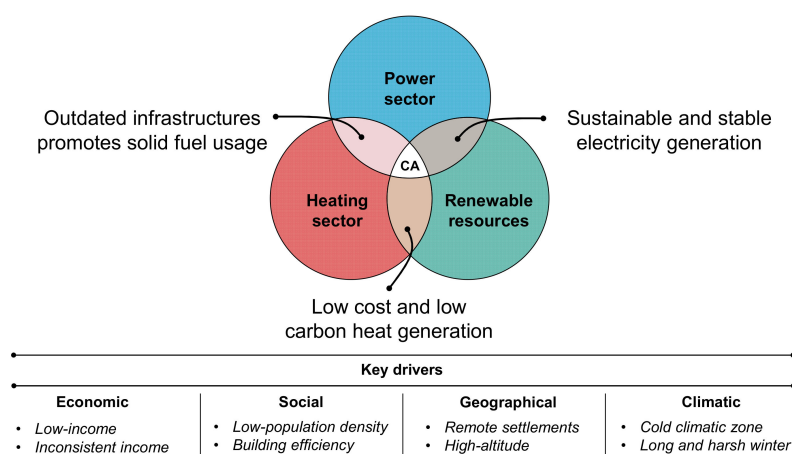 Power
sector
Outdated infrastructures
promotes solid fuel usage
Sustainable and stable
electricity generation
CA
Heating
sector
Renewable
resources
Low cost and low
carbon heat generation
Key drivers
Economic
• Low-income
• Inconsistent income
Social
• Low-population density
• Building efficiency
Geographical
• Remote settlements
• High-altitude
Climatic
• Cold climatic zone
• Long and harsh winter